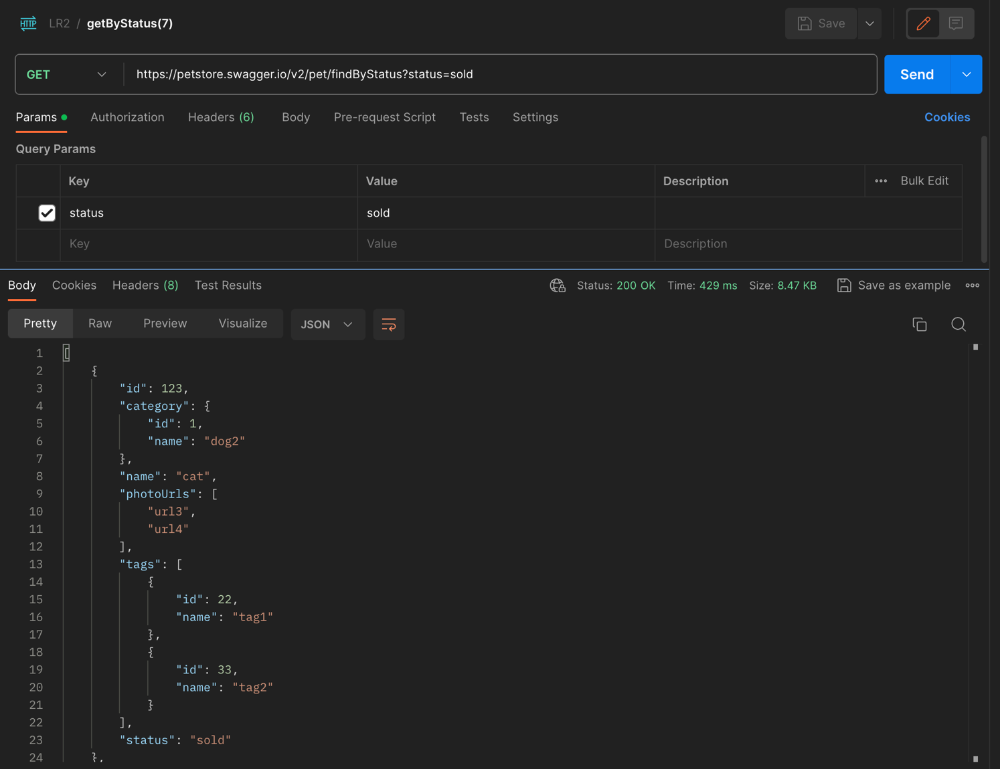 HTTP LR2 / getByStatus(7) Save
GET https://petstore.swagger.io/v2/pet/findByStatus?status=sold Send
Params Authorization Headers (6) Body Pre-request Script Tests Settings Cookies
Query Params
Key Value Description ••• Bulk Edit
status sold
Key Value Description
Body Cookies Headers (8) Test Results Status: 200 OK Time: 429 ms Size: 8.47 KB Save as example
Pretty Raw Preview Visualize JSON
1 [
2 {
3 "id": 123,
4 "category": {
5 "id": 1,
6 "name": "dog2"
7 },
8 "name": "cat",
9 "photoUrls": [
10 "url3",
11 "url4"
12 ],
13 "tags": [
14 {
15 "id": 22,
16 "name": "tag1"
17 },
18 {
19 "id": 33,
20 "name": "tag2"
21 }
22 ],
23 "status": "sold"
24 },